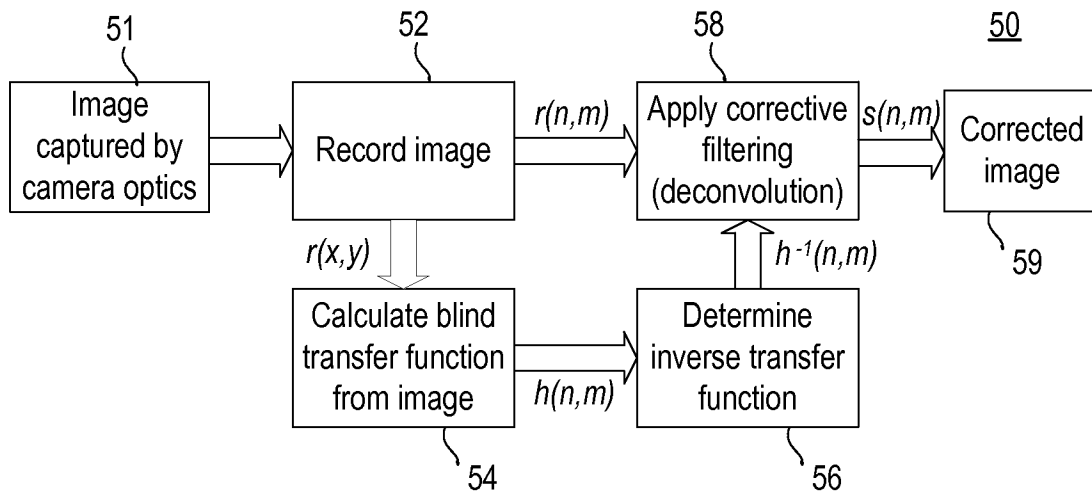 51
52
58
50
Image
captured by
camera optics
Record image
r(n,m)
Apply corrective
filtering
(deconvolution)
s(n,m)
Corrected
image
59
r(x,y)
h⁻¹(n,m)
Calculate blind
transfer function
from image
h(n,m)
Determine
inverse transfer
function
54
56